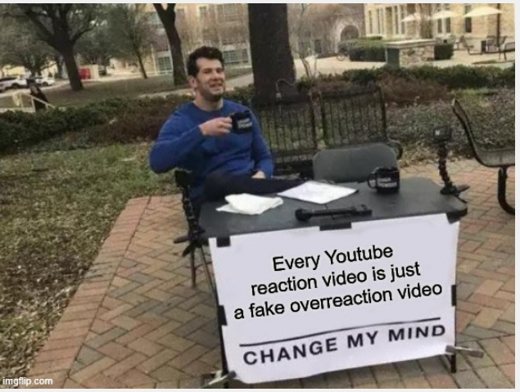 Every Youtube
reaction video is just
a fake overreaction video
CHANGE MY MIND
imgflip.com